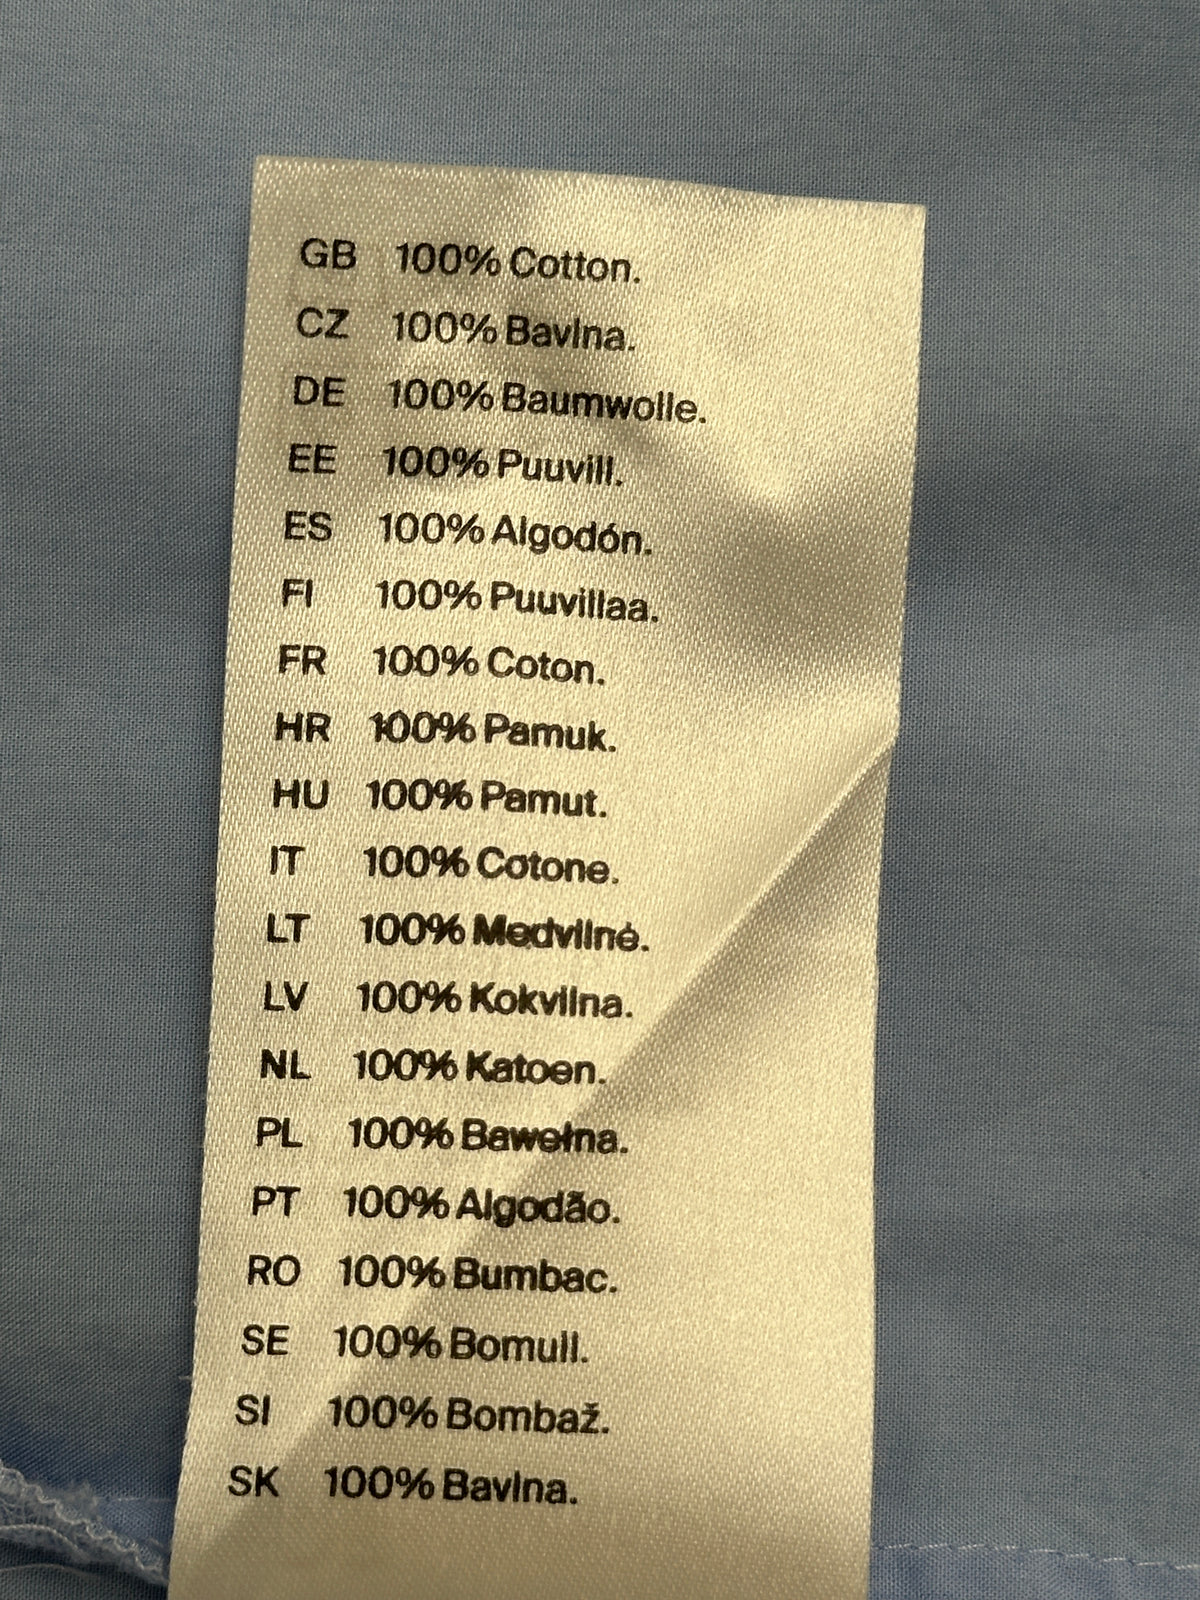 GB 100% Cotton.
CZ 100% Bavlna.
DE 100% Baumwolle.
EE 100% Puuvill.
ES 100% Algodón.
FI 100% Puuvillaa.
FR 100% Coton.
HR 100% Pamuk.
HU 100% Pamut.
IT 100% Cotone.
LT 100% Medvilnė.
LV 100% Kokvilna.
NL 100% Katoen.
PL 100% Bawełna.
PT 100% Algodão.
RO 100% Bumbac.
SE 100% Bomull.
SI 100% Bombaž.
SK 100% Bavlna.